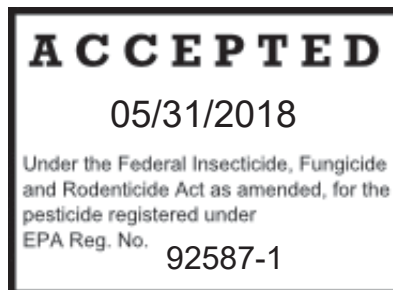 ACCEPTED
05/31/2018
Under the Federal Insecticide, Fungicide
and Rodenticide Act as amended, for the
pesticide registered under
EPA Reg. No. 92587-1